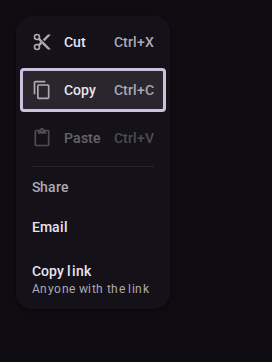 Cut Ctrl+X
Copy Ctrl+C
Paste Ctrl+V
Share
Email
Copy link
Anyone with the link